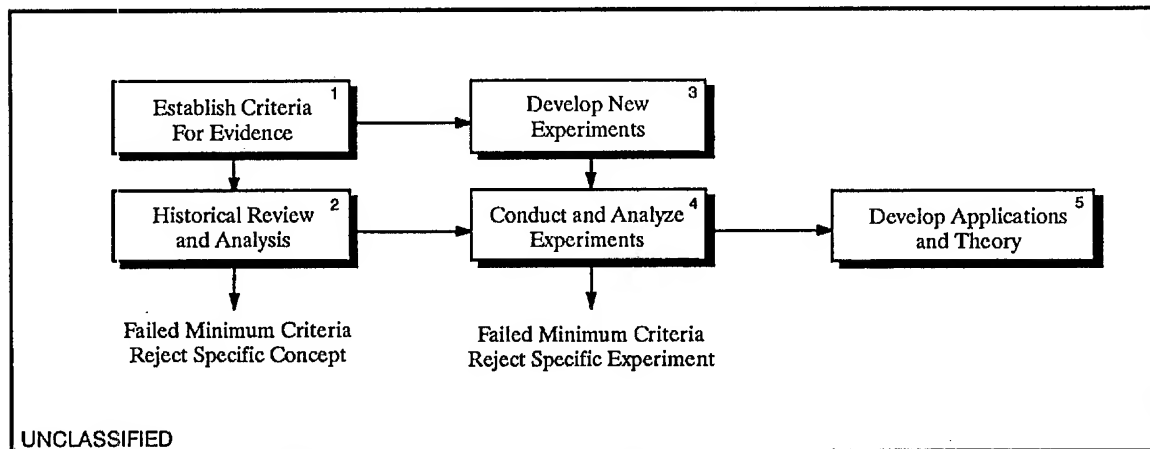 1
Establish Criteria
For Evidence
3
Develop New
Experiments
2
Historical Review
and Analysis
4
Conduct and Analyze
Experiments
5
Develop Applications
and Theory
Failed Minimum Criteria
Reject Specific Concept
Failed Minimum Criteria
Reject Specific Experiment
UNCLASSIFIED